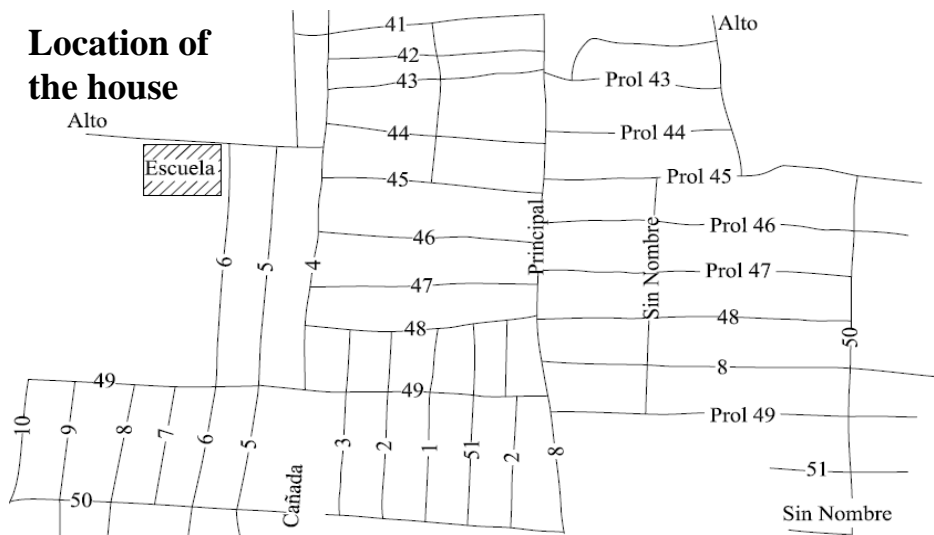 Location of
the house
41
Alto
42
43
Prol 43
Alto
44
Prol 44
Escuela
45
Prol 45
46
Principal
Sin Nombre
Prol 46
6
5
4
47
Prol 47
48
48
50
49
49
8
10
9
8
7
6
5
3
2
1
51
2
8
Prol 49
50
Cañada
51
Sin Nombre